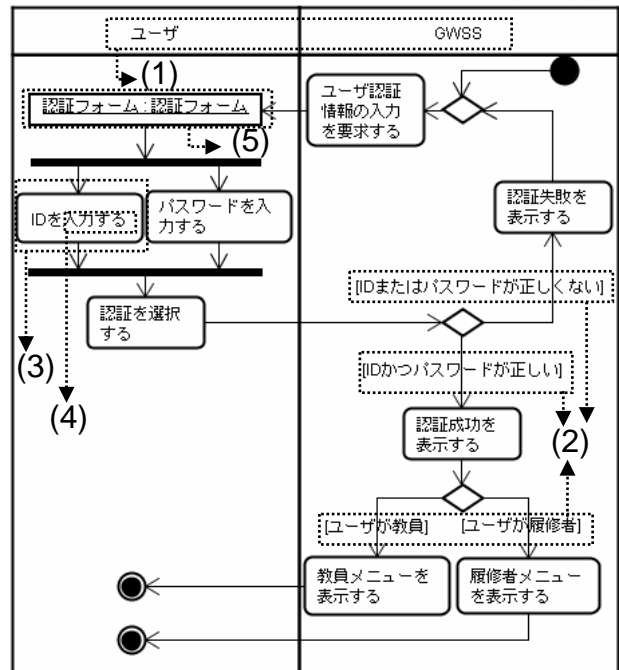 ユーザ
GWSS
(1)
ユーザ認証
情報の入力
を要求する
認証フォーム : 認証フォーム
(5)
IDを入力する
パスワードを入
力する
認証失敗を
表示する
[IDまたはパスワードが正しくない]
認証を選択
する
(3)
(4)
[IDかつパスワードが正しい]
(2)
認証成功を
表示する
[ユーザが教員]
[ユーザが履修者]
教員メニューを
表示する
履修者メニュー
を表示する